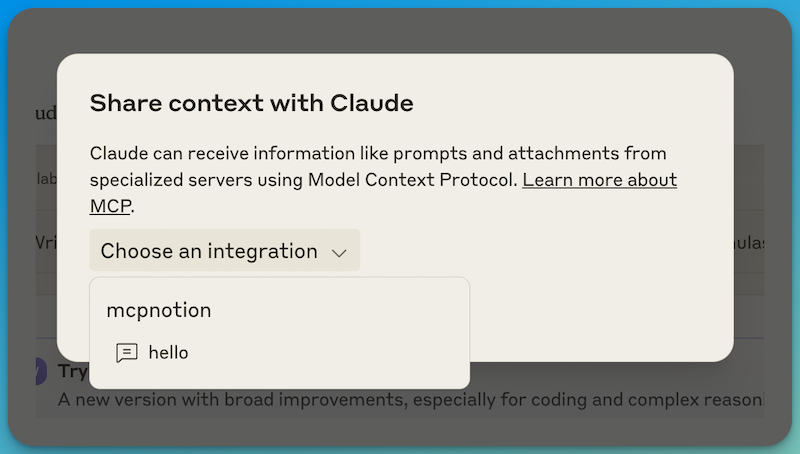 Share context with Claude
ud
Claude can receive information like prompts and attachments from
lab
specialized servers using Model Context Protocol. Learn more about
MCP.
Wri
Choose an integration
ulas
mcpnotion
hello
Try
A new version with broad improvements, especially for coding and complex reason